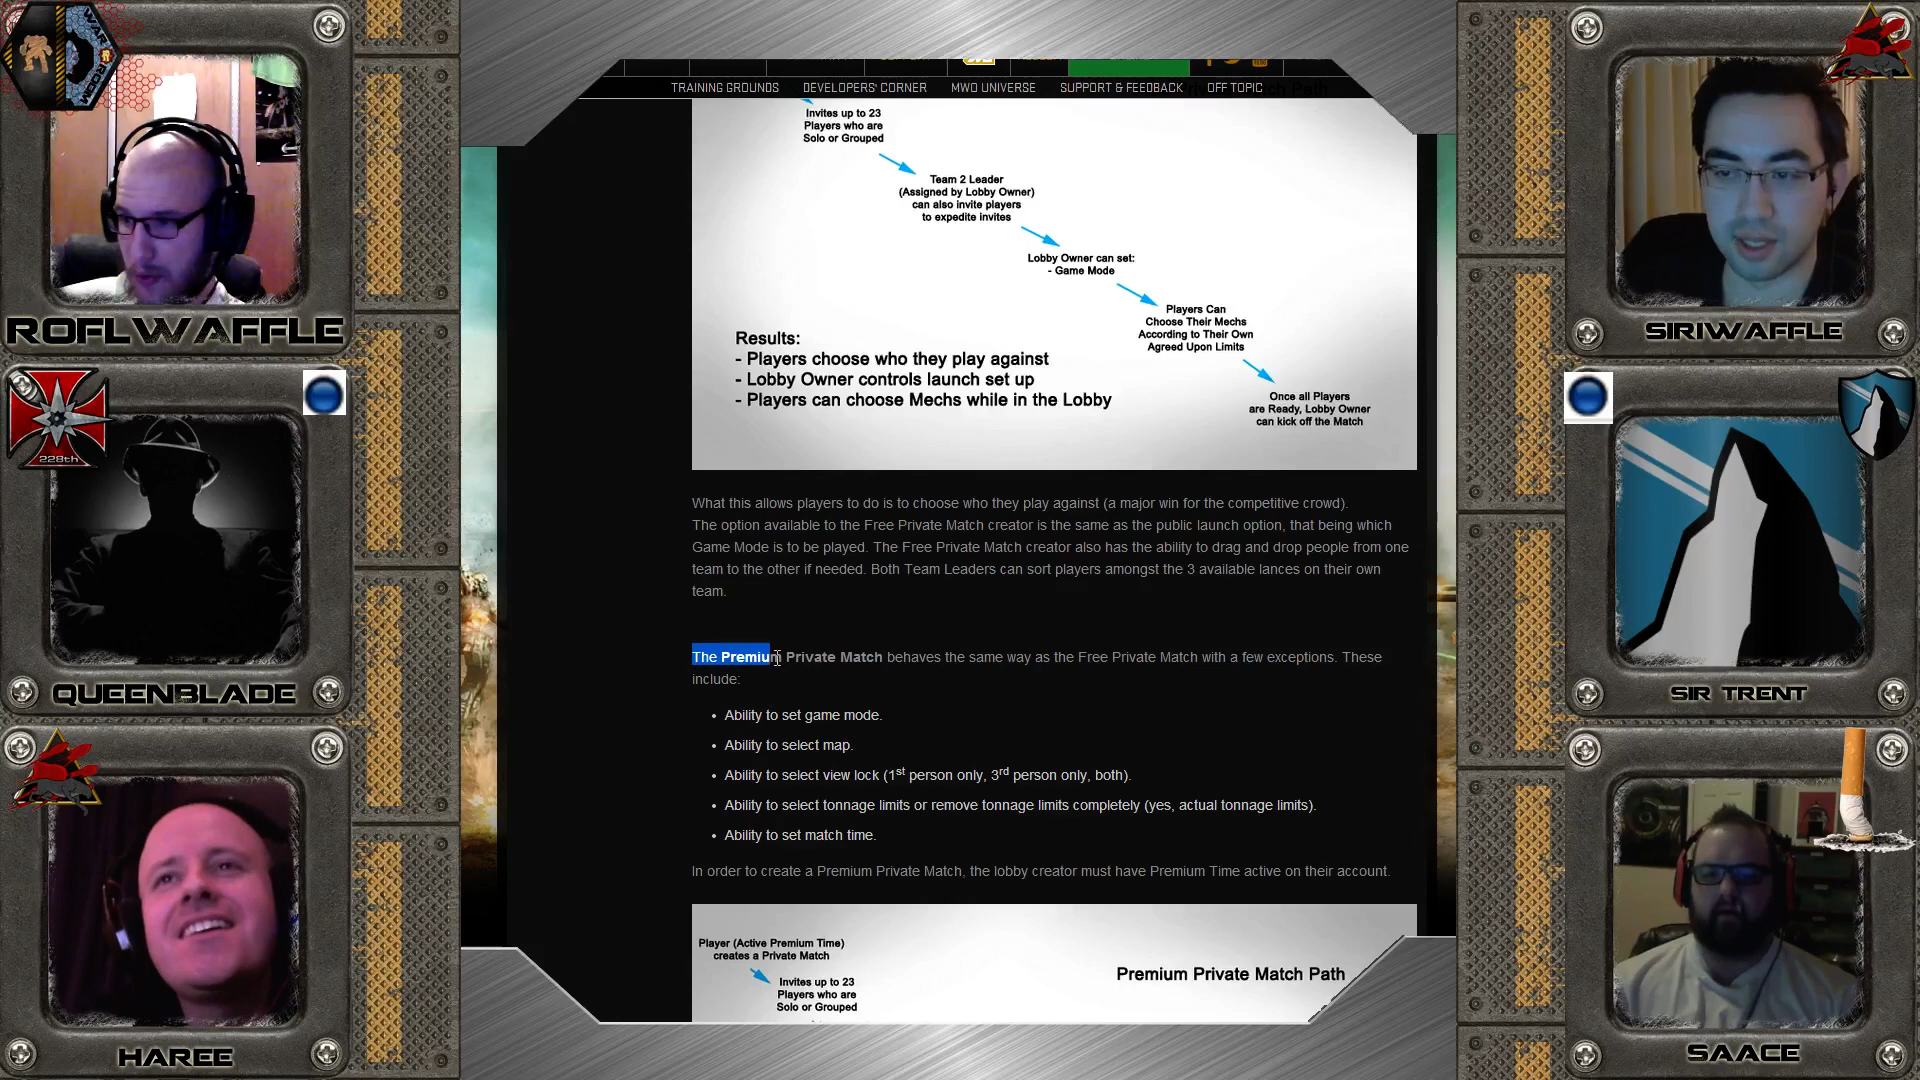 WAR ROOM
TRAINING GROUNDS
DEVELOPERS' CORNER
MWO UNIVERSE
SUPPORT & FEEDBACK
OFF TOPIC
Invites up to 23
Players who are
Solo or Grouped
Team 2 Leader
(Assigned by Lobby Owner)
can also invite players
to expedite invites
Lobby Owner can set:
- Game Mode
Players Can
Choose Their Mechs
According to Their Own
Agreed Upon Limits
Once all Players
are Ready, Lobby Owner
can kick off the Match
Results:
- Players choose who they play against
- Lobby Owner controls launch set up
- Players can choose Mechs while in the Lobby
What this allows players to do is to choose who they play against (a major win for the competitive crowd).
The option available to the Free Private Match creator is the same as the public launch option, that being which
Game Mode is to be played. The Free Private Match creator also has the ability to drag and drop people from one
team to the other if needed. Both Team Leaders can sort players amongst the 3 available lances on their own
team.
The Premium Private Match behaves the same way as the Free Private Match with a few exceptions. These
include:
• Ability to set game mode.
• Ability to select map.
• Ability to select view lock (1st person only, 3rd person only, both).
• Ability to select tonnage limits or remove tonnage limits completely (yes, actual tonnage limits).
• Ability to set match time.
In order to create a Premium Private Match, the lobby creator must have Premium Time active on their account.
Player (Active Premium Time)
creates a Private Match
Invites up to 23
Players who are
Solo or Grouped
Premium Private Match Path
ROFLWAFFLE
228th
QUEENBLADE
HAREE
SIRIWAFFLE
SIR TRENT
SAACE